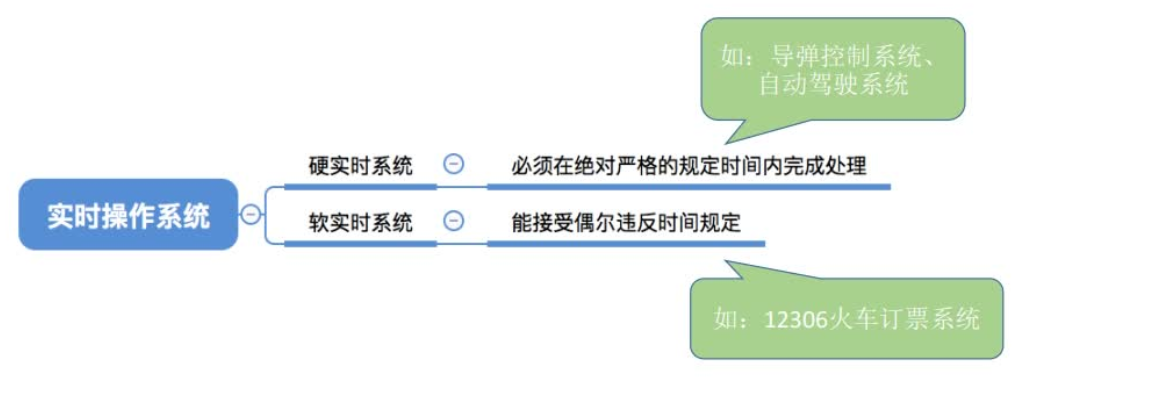 如：导弹控制系统、
自动驾驶系统
硬实时系统
必须在绝对严格的规定时间内完成处理
实时操作系统
软实时系统
能接受偶尔违反时间规定
如：12306火车订票系统